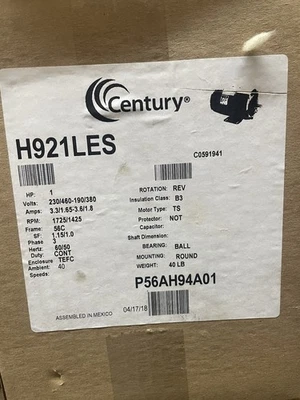 Century®
H921LES
C0591941
HP: 1
Volts: 230/460-190/380
Amps: 3.3/1.65-3.6/1.8
RPM: 1725/1425
Frame: 56C
SF: 1.15/1.0
Phase 3
Hertz: 60/50
Duty: CONT
Enclosure TEFC
Ambient: 40
Speeds:
ROTATION: REV
Insulation Class: B3
Motor Type: TS
Protector: NOT
Capacitor:
Shaft Dimension:
BEARING: BALL
MOUNTING: ROUND
WEIGHT: 40 LB
P56AH94A01
ASSEMBLED IN MEXICO
04/17/18